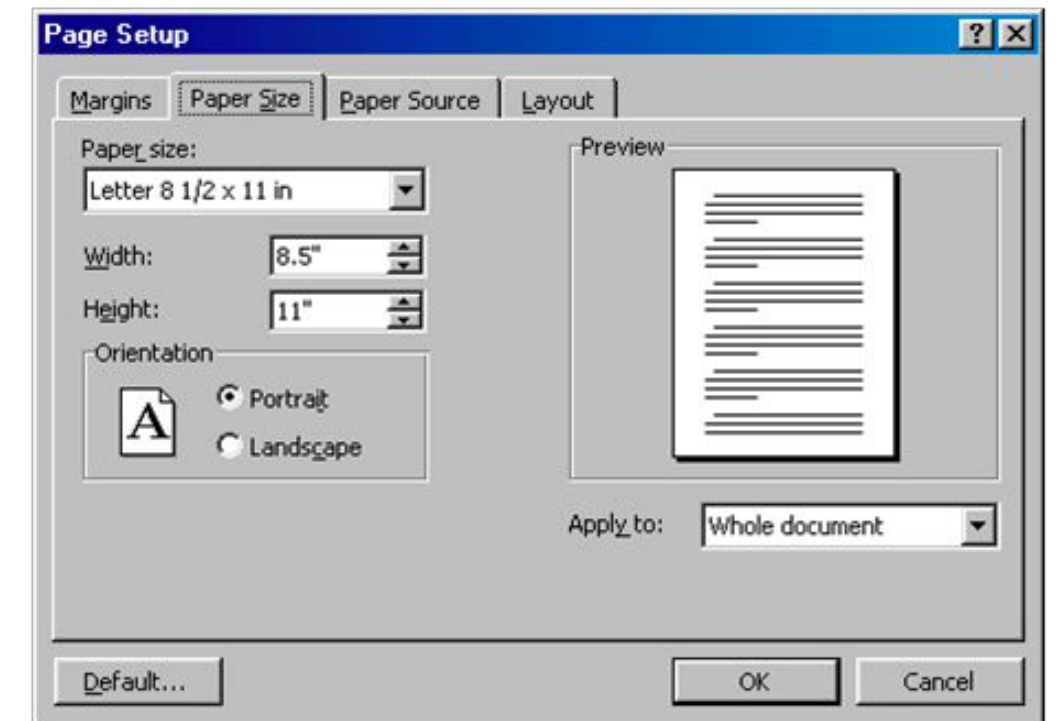 Page Setup
Margins Paper Size Paper Source Layout
Paper size:
Letter 8 1/2 x 11 in
Width: 8.5"
Height: 11"
Orientation
A
Portrait
Landscape
Preview
Apply to: Whole document
Default... OK Cancel